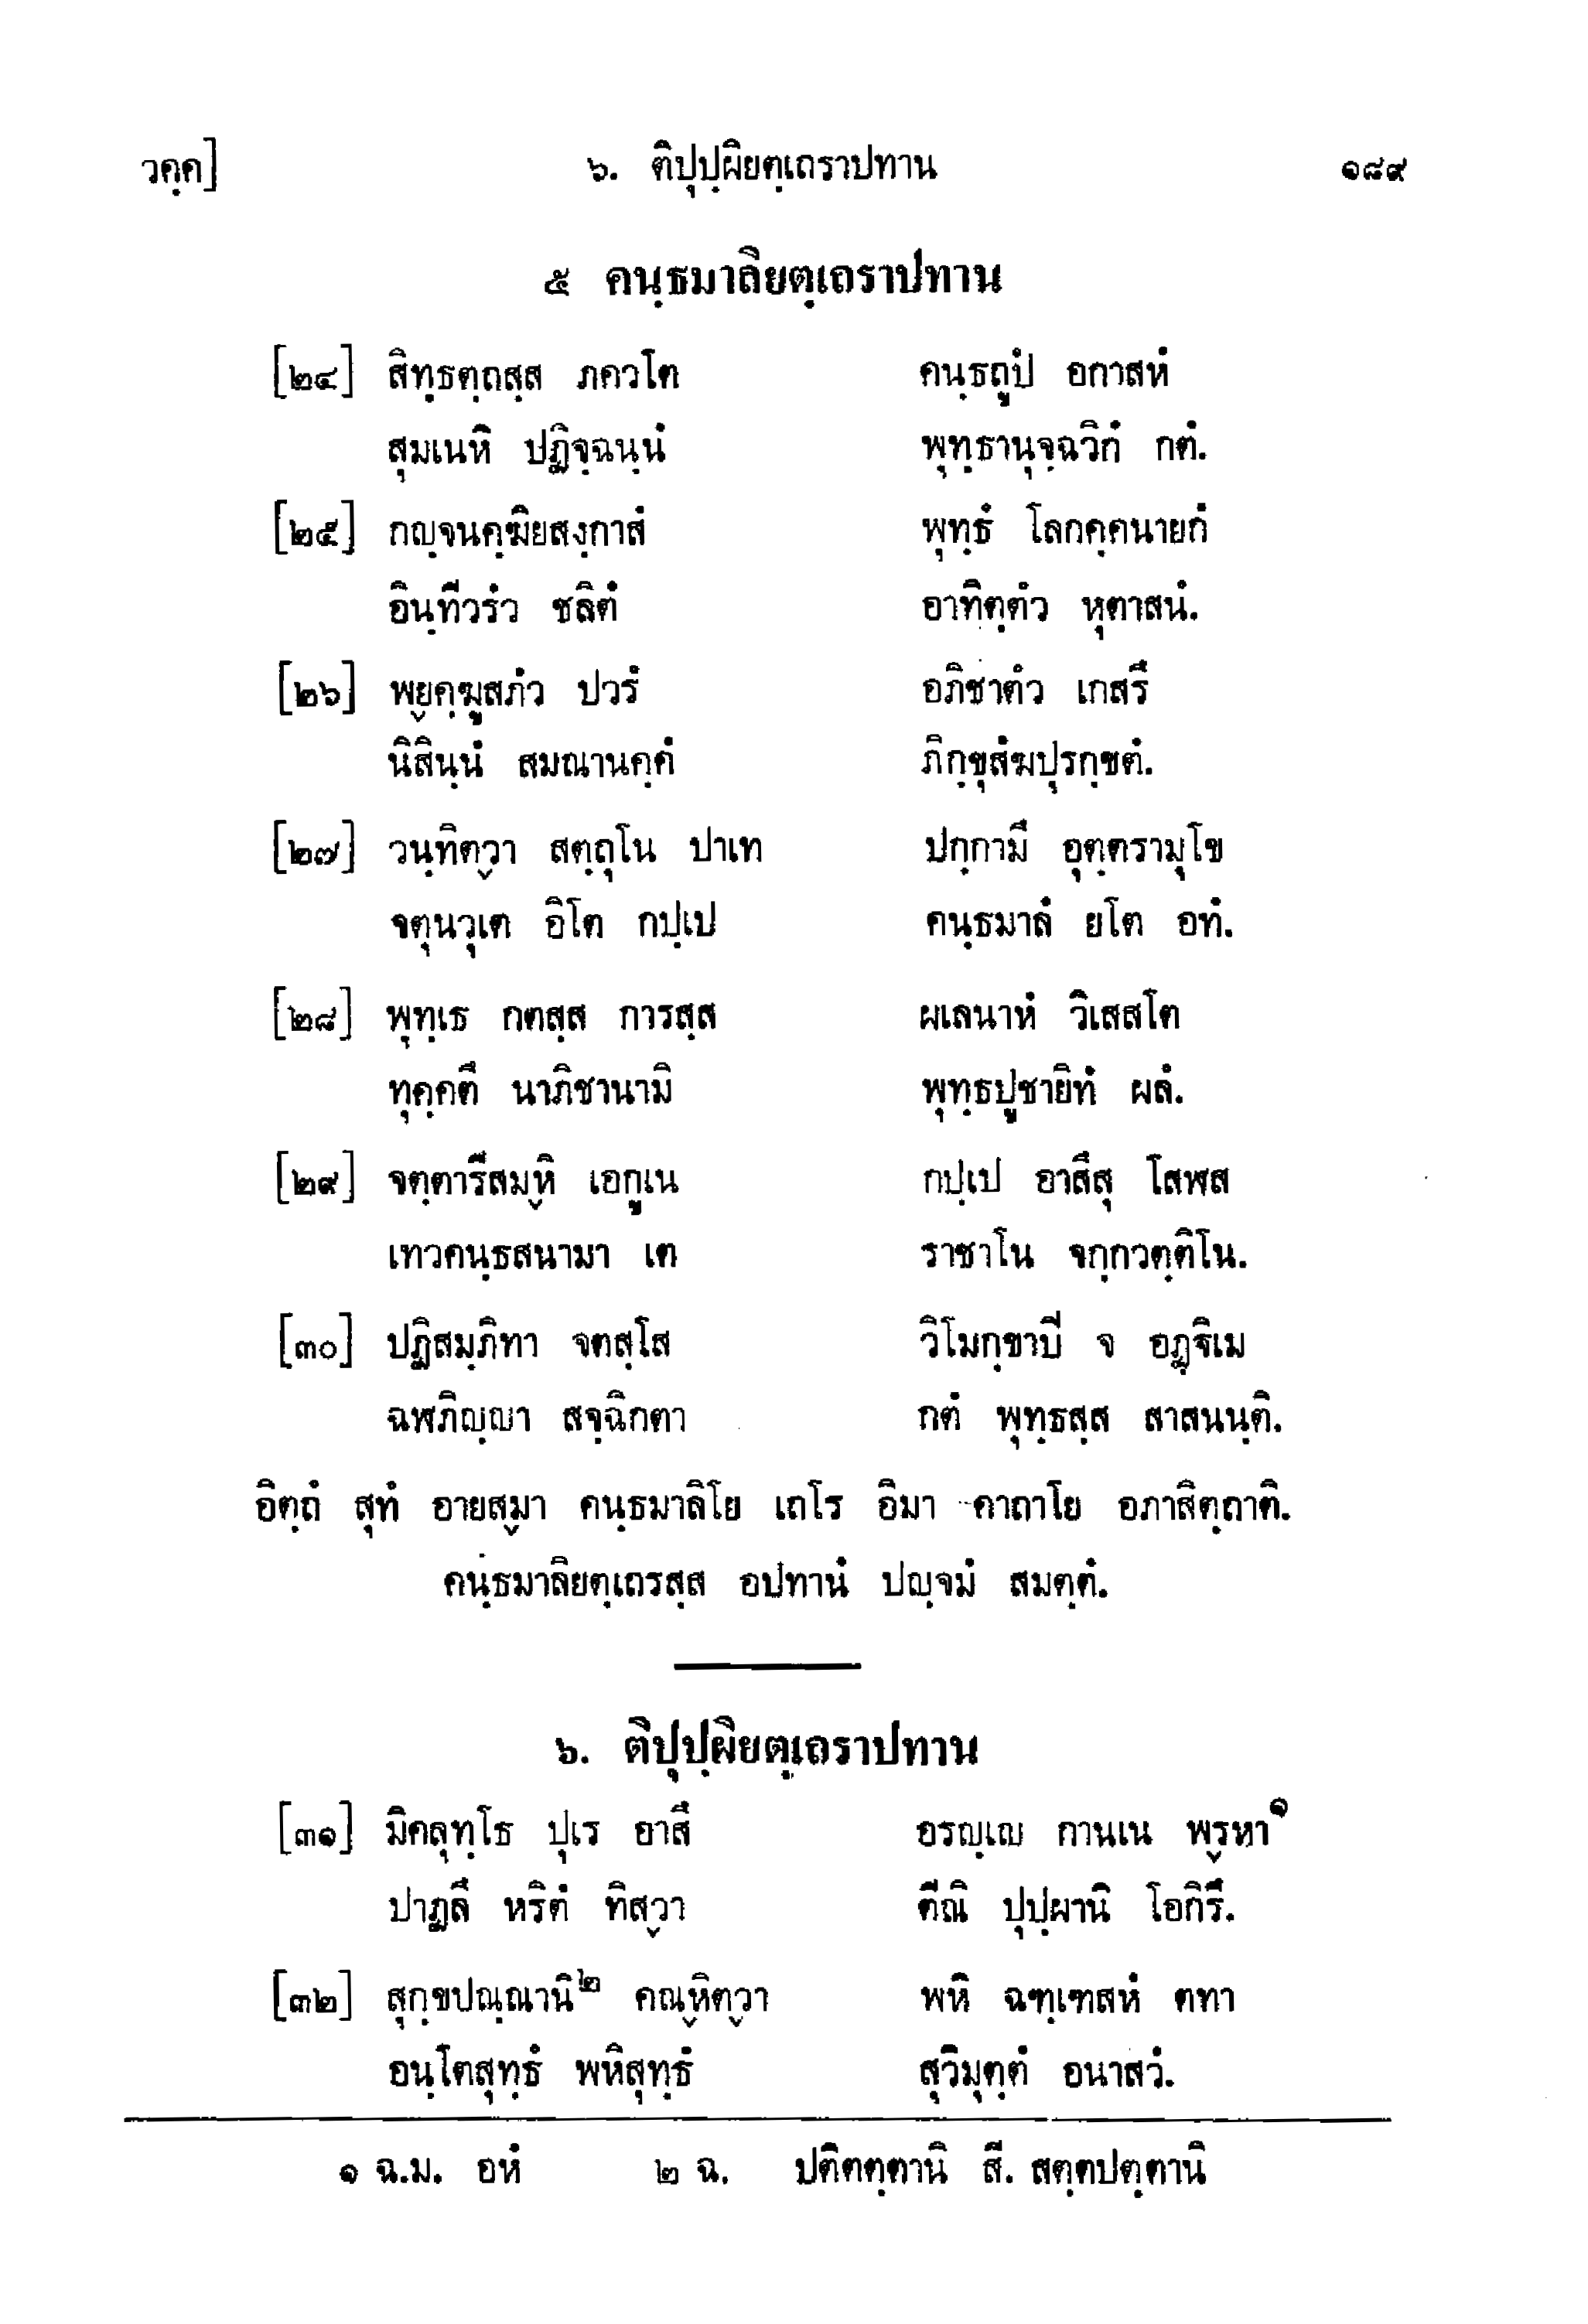 วคฺค] ๖. ติปุปฺผิยตฺเถราปทาน ๑๘๙
๕ คนฺธมาลิยตฺเถราปทาน
[๒๔] สิทฺธตฺถสฺส ภควโต คนฺธถูปํ อกาสหํ
สุมเนหิ ปฏิจฺฉนฺนํ พุทฺธานุจฺฉวิกํ กตํ.
[๒๕] กญฺจนคฺฆิยสงฺกาสํ พุทฺธํ โลกคฺคนายกํ
อินฺทีวรํว ชลิตํ อาทิตฺตํว หุตาสนํ.
[๒๖] พฺยคฺฆูสภํว ปวรํ อภิชาตํว เกสรึ
นิสินฺนํ สมณานคฺคํ ภิกฺขุสํฆปุรกฺขตํ.
[๒๗] วนฺทิตฺวา สตฺถุโน ปาเท ปกฺกามึ อุตฺตรามุโข
จตุนวุเต อิโต กปฺเป คนฺธมาลํ ยโต อทํ.
[๒๘] พุทฺเธ กตสฺส การสฺส ผเลนาหํ วิเสสโต
ทุคฺคตึ นาภิชานามิ พุทฺธปูชายิทํ ผลํ.
[๒๙] จตฺตารีสมฺหิ เอกูเน กปฺเป อาสึสุ โสฬส
เทวคนฺธสนามา เต ราชาโน จกฺกวตฺติโน.
[๓๐] ปฏิสมฺภิทา จตสฺโส วิโมกฺขาปิ จ อฏฺฐิเม
ฉฬภิญฺญา สจฺฉิกตา กตํ พุทฺธสฺส สาสนนฺติ.
อิตฺถํ สุทํ อายสฺมา คนฺธมาลิโย เถโร อิมา คาถาโย อภาสิตฺถาติ.
คนฺธมาลิยตฺเถรสฺส อปทานํ ปญฺจมํ สมตฺตํ.
๖. ติปุปฺผิยตฺเถราปทาน
[๓๑] มิคลุทฺโธ ปุเร อาสึ อรญฺเญ กานเน พฺรหา๑
ปาฏลึ หริตํ ทิสฺวา ตีณิ ปุปฺผานิ โอกิรึ.
[๓๒] สุกฺขปณฺณานิ๒ คณฺหิตฺวา พหิ ฉฑฺเฑสหํ ตทา
อนฺโตสุทฺธํ พหิสุทฺธํ สุวิมุตฺตํ อนาสวํ.
๑ ฉ.ม. อหํ ๒ ฉ. ปติตตฺตานิ สี. สตฺตปตฺตานิ